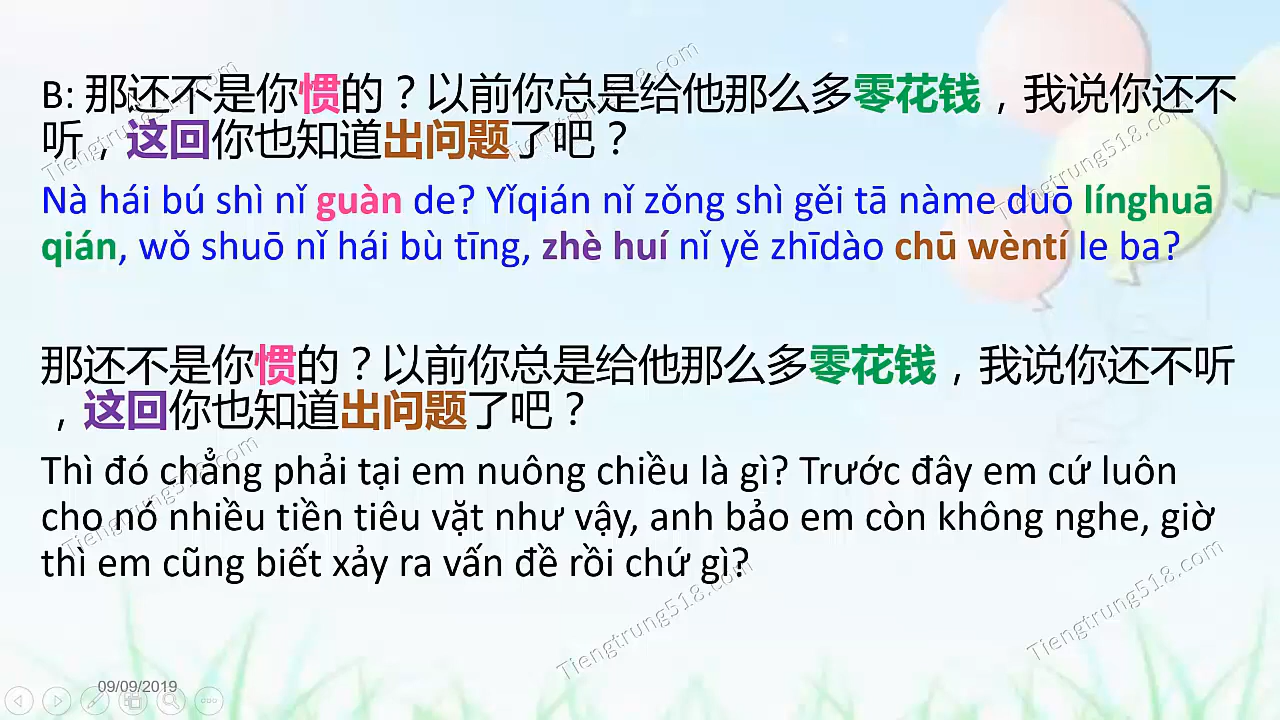 B: 那还不是你惯的？以前你总是给他那么多零花钱，我说你还不
听，这回你也知道出问题了吧？
Nà hái bú shì nǐ guàn de? Yǐqián nǐ zǒng shì gěi tā nàme duō línghuā
qián, wǒ shuō nǐ hái bù tīng, zhè huí nǐ yě zhīdào chū wèntí le ba?
那还不是你惯的？以前你总是给他那么多零花钱，我说你还不听
，这回你也知道出问题了吧？
Thì đó chẳng phải tại em nuông chiều là gì? Trước đây em cứ luôn
cho nó nhiều tiền tiêu vặt như vậy, anh bảo em còn không nghe, giờ
thì em cũng biết xảy ra vấn đề rồi chứ gì?
09/09/2019
Tiengtrung518.com
Tiengtrung518.com
Tiengtrung518.com
Tiengtrung518.com
Tiengtrung518.com
Tiengtrung518.com